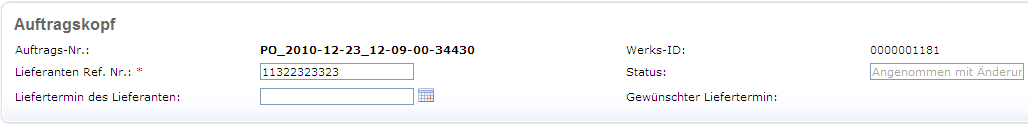 Auftragskopf
Auftrags-Nr.: PO_2010-12-23_12-09-00-34430 Werks-ID: 0000001181
Lieferanten Ref. Nr.: * 11322323323 Status: Angenommen mit Änderur
Liefertermin des Lieferanten: Gewünschter Liefertermin: